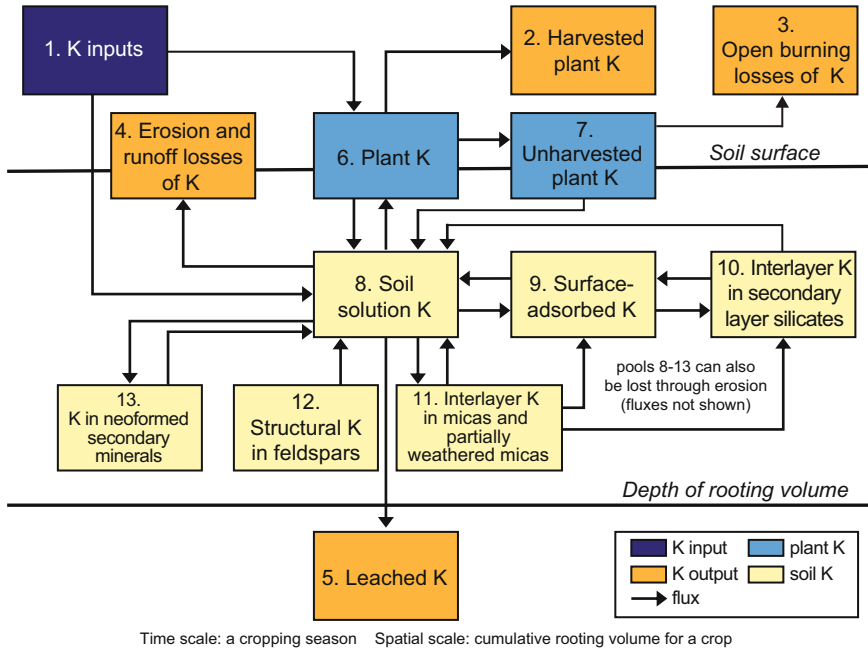 1. K inputs
2. Harvested
plant K
3.
Open burning
losses of K
4. Erosion and
runoff losses
of K
6. Plant K
7.
Unharvested
plant K
Soil surface
8. Soil
solution K
9. Surface-
adsorbed K
10. Interlayer K
in secondary
layer silicates
13.
K in neoformed
secondary
minerals
12.
Structural K
in feldspars
11. Interlayer K
in micas and
partially
weathered micas
pools 8-13 can also
be lost through erosion
(fluxes not shown)
Depth of rooting volume
5. Leached K
K input
plant K
K output
soil K
flux
Time scale: a cropping season Spatial scale: cumulative rooting volume for a crop